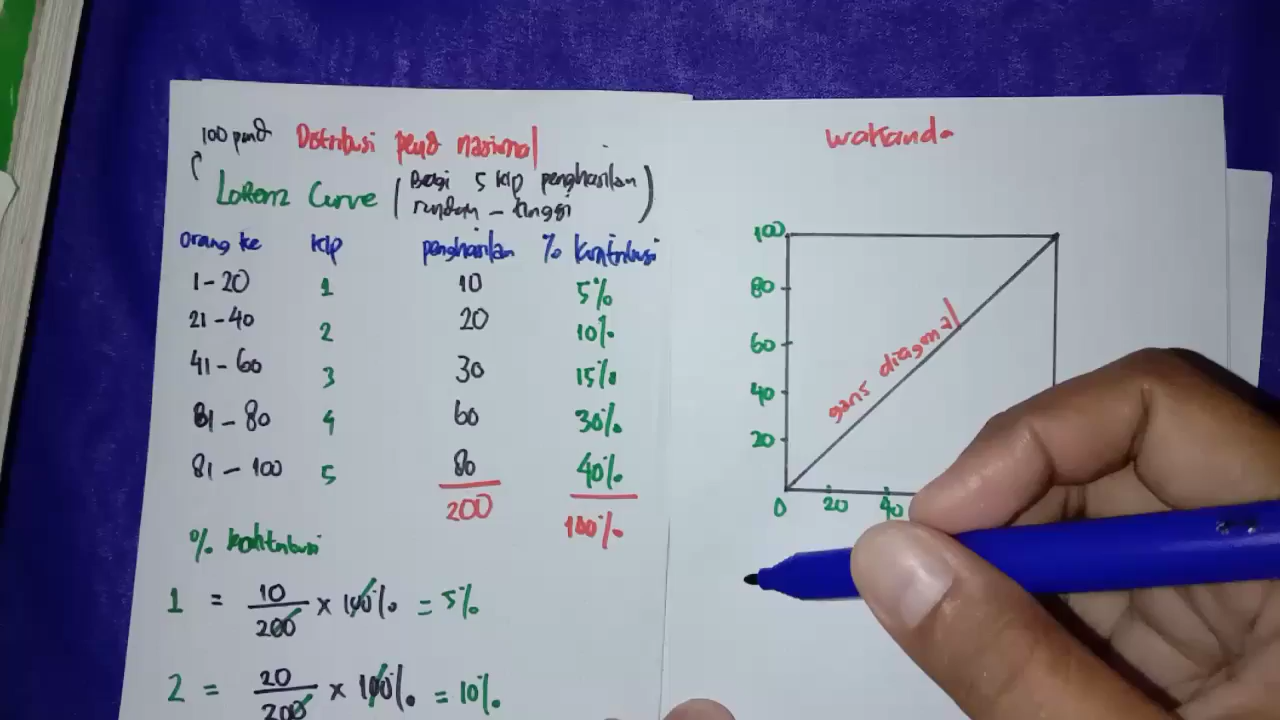 100 pend Distribusi pend nasional
Lorenz Curve (Bagi 5 klp penghasilan
rendam - tinggi)
Orang ke klp penghasilan % kontribusi
1 - 20 1 10 5%
21 - 40 2 20 10%
41 - 60 3 30 15%
81 - 80 4 60 30%
81 - 100 5 80 40%
200 100%
% kontribusi
1 = 10/200 x 100% = 5%
2 = 20/200 x 100% = 10%
wakanda
100
80
60
40
20
0 20 40
garis diagonal